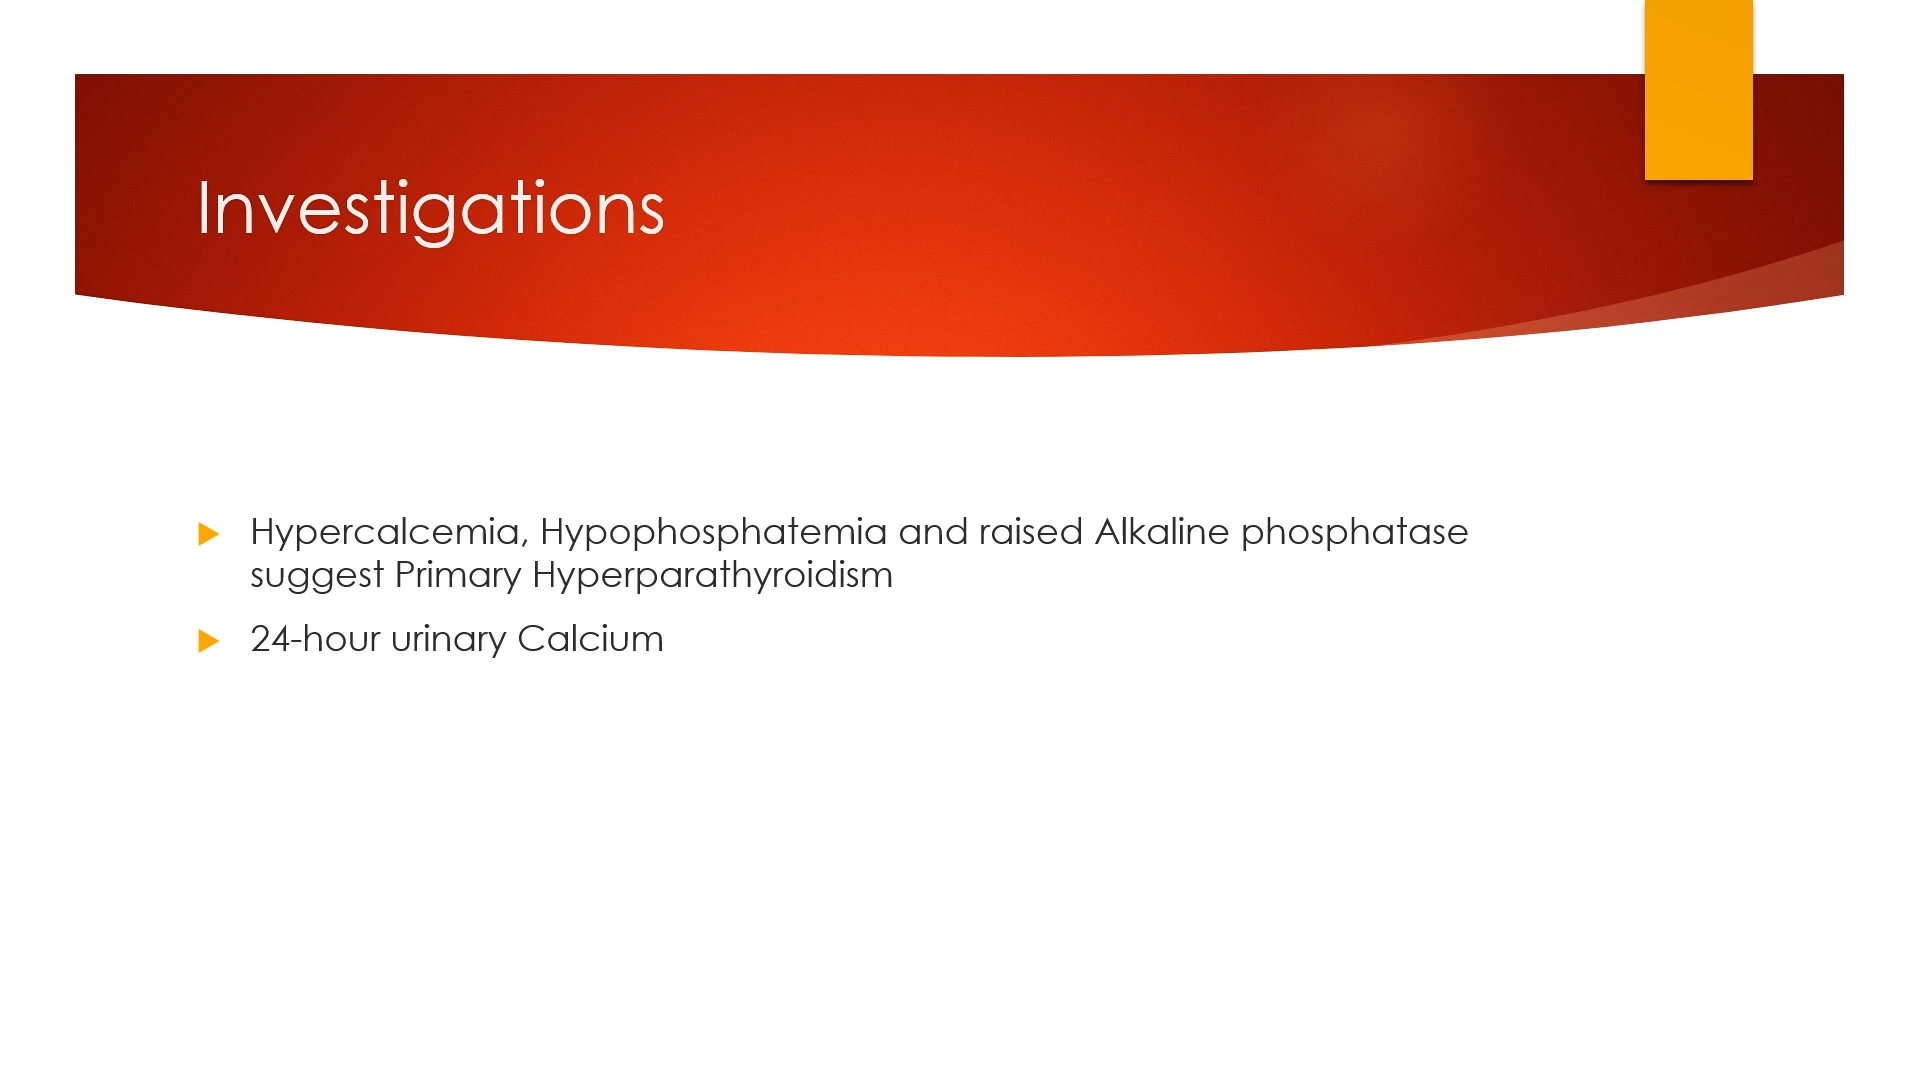 Investigations
Hypercalcemia, Hypophosphatemia and raised Alkaline phosphatase
suggest Primary Hyperparathyroidism
24-hour urinary Calcium